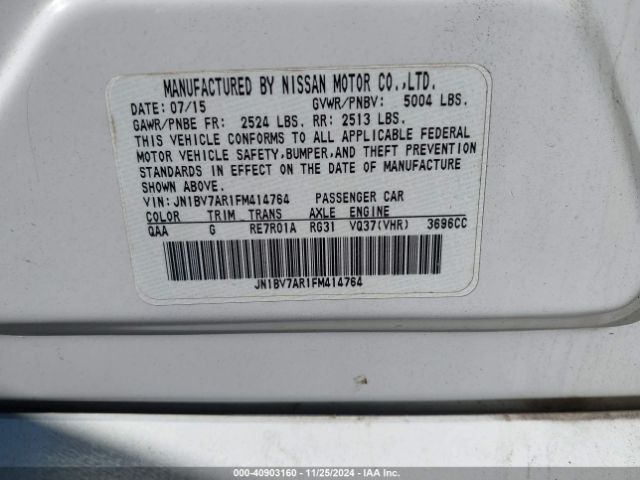 MANUFACTURED BY NISSAN MOTOR CO.,LTD.
DATE: 07/15 GVWR/PNBV: 5004 LBS.
GAWR/PNBE FR: 2524 LBS. RR: 2513 LBS.
THIS VEHICLE CONFORMS TO ALL APPLICABLE FEDERAL
MOTOR VEHICLE SAFETY,BUMPER,AND THEFT PREVENTION
STANDARDS IN EFFECT ON THE DATE OF MANUFACTURE
SHOWN ABOVE.
VIN: JN1BV7AR1FM414764 PASSENGER CAR
COLOR TRIM TRANS AXLE ENGINE
QAA G RE7R01A RG31 VQ37(VHR) 3696CC
JN1BV7AR1FM414764
000-40903160 - 11/25/2024 - IAA